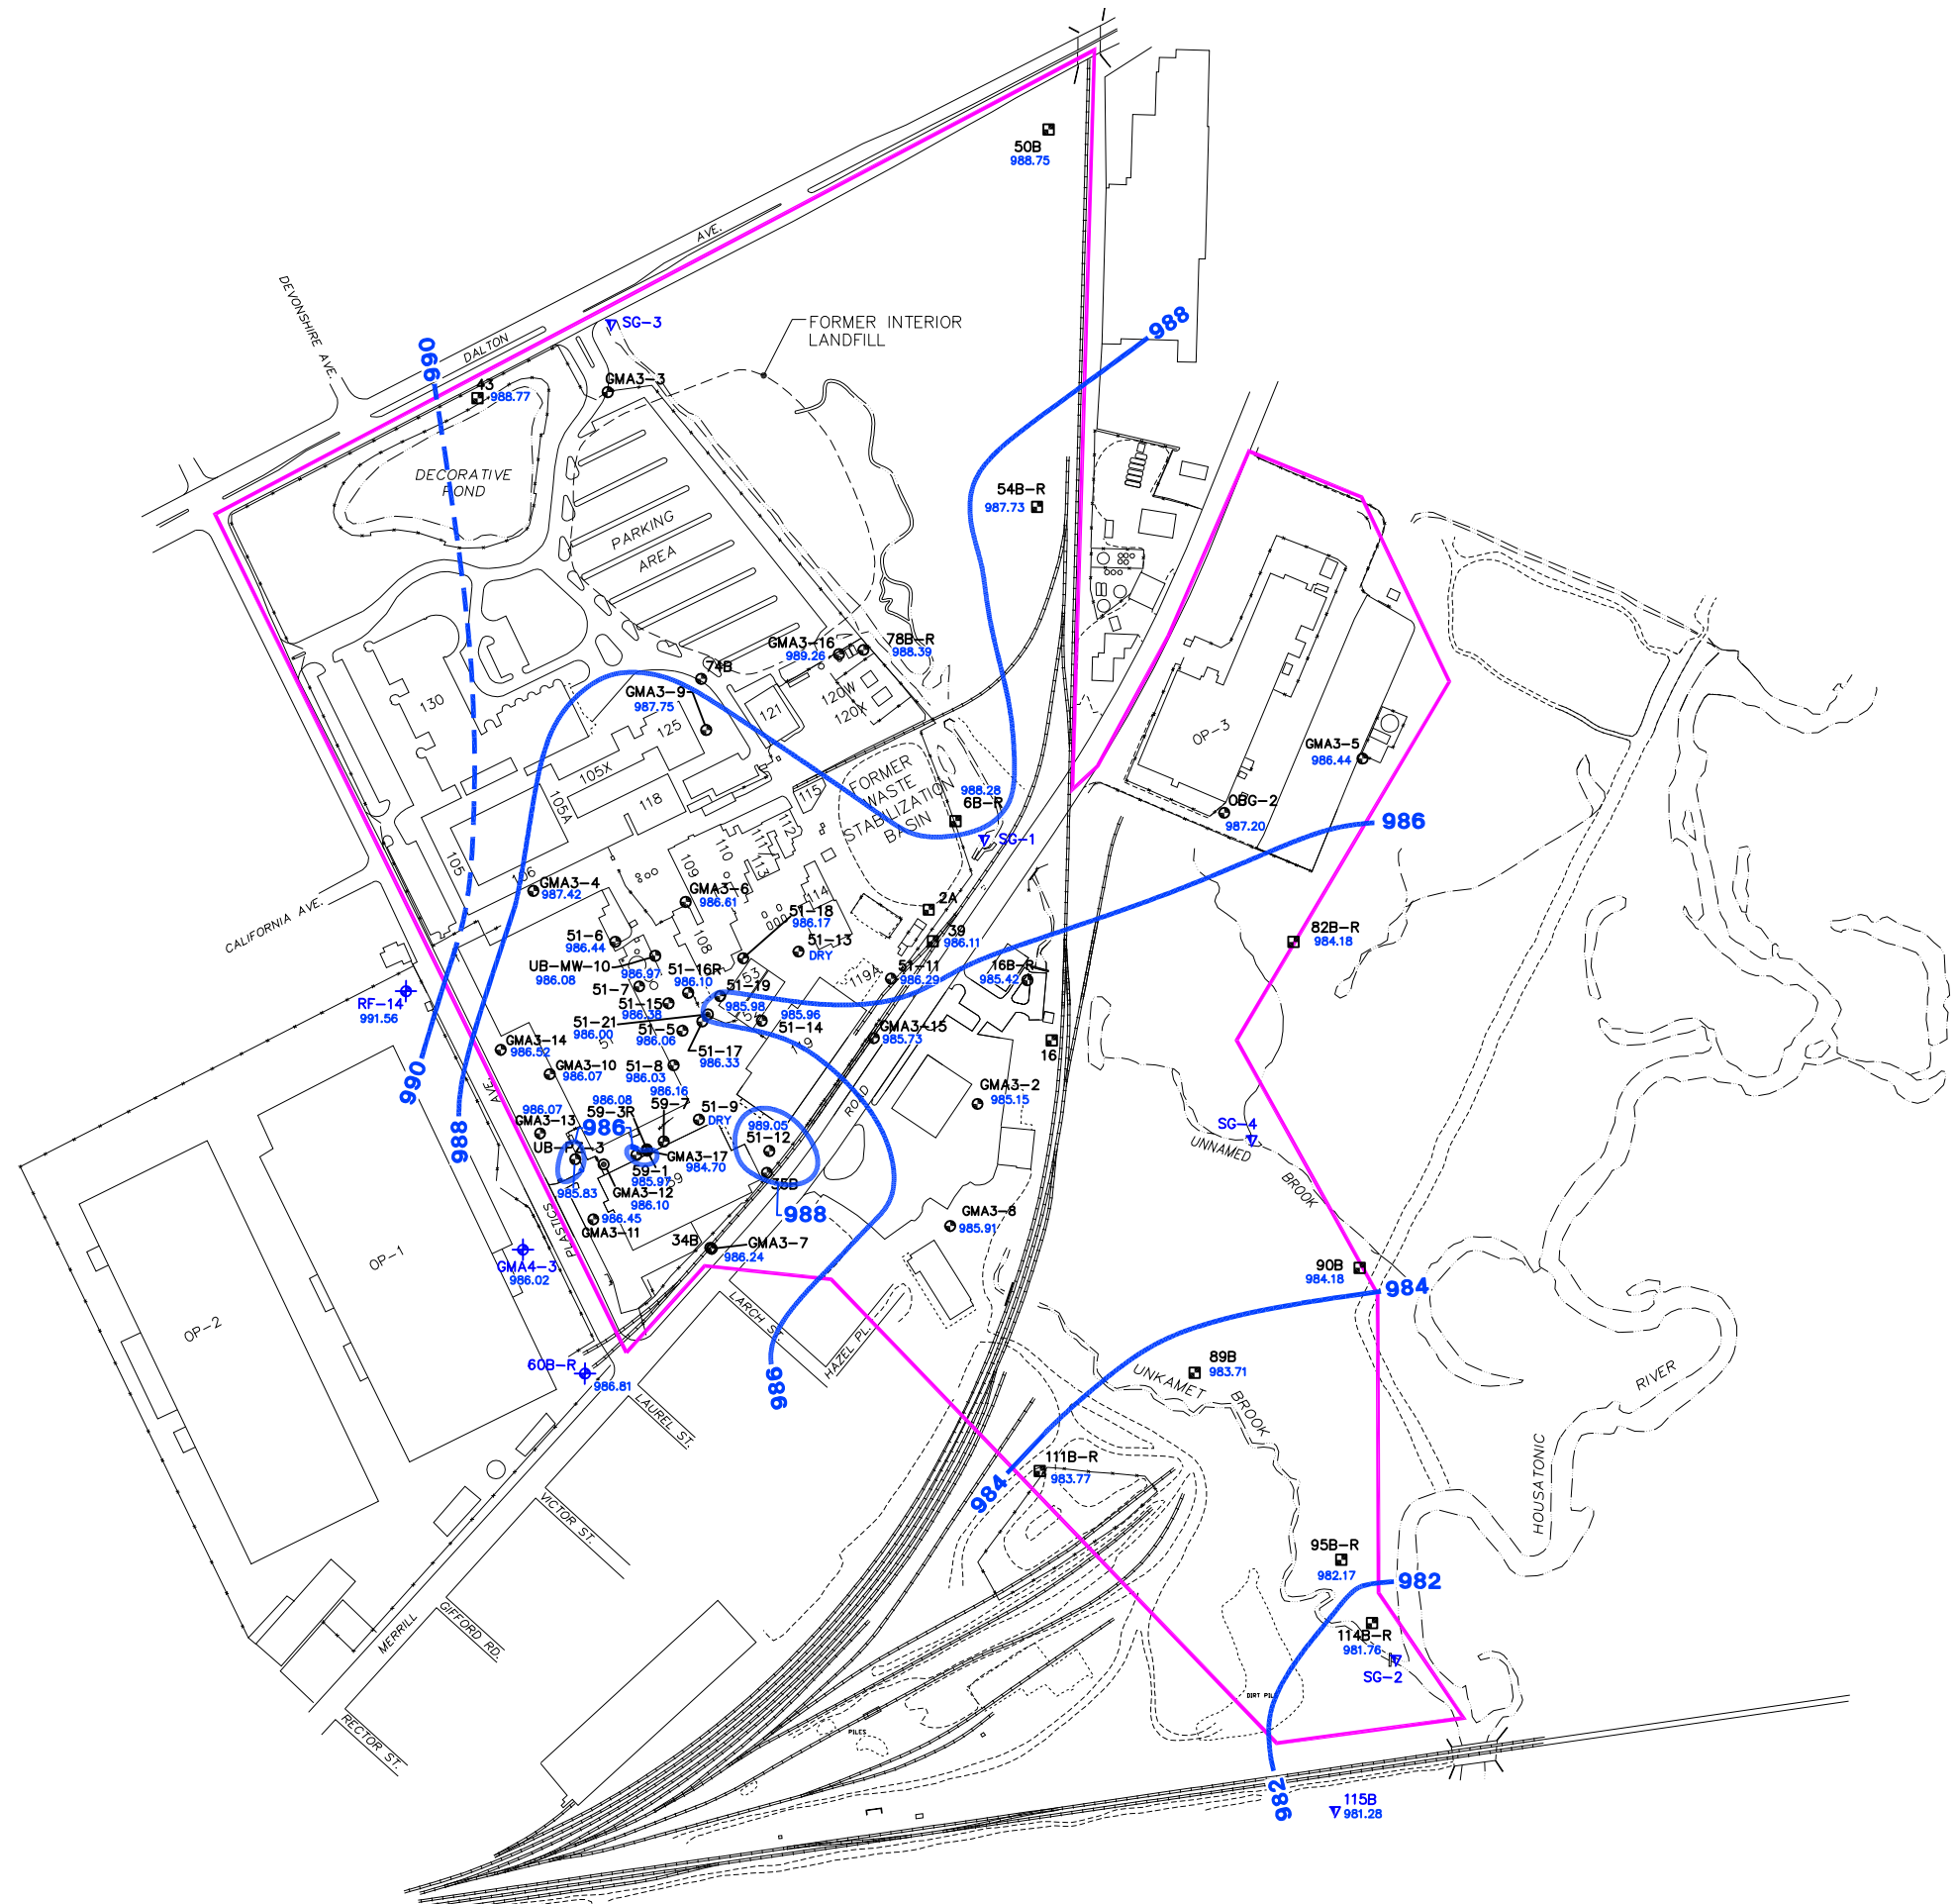 50B
988.75
AVE.
DEVONSHIRE AVE.
SG-3
FORMER INTERIOR
LANDFILL
988
DALTON
990
43
988.77
GMA3-3
DECORATIVE
POND
54B-R
987.73
PARKING
AREA
GMA3-16
989.26
78B-R
988.39
74B
GMA3-9
987.75
120W
120X
121
130
125
105X
OP-3
GMA3-5
986.44
FORMER
WASTE
STABILIZATION
BASIN
988.28
6B-R
SG-1
105A
118
115
OBG-2
987.20
986
112
117
110
113
109
105
106
GMA3-4
987.42
GMA3-6
986.61
114
2A
CALIFORNIA AVE.
51-18
986.17
51-6
986.44
108
51-13
DRY
39
986.11
82B-R
984.18
UB-MW-10
986.08
986.97
51-7
51-16R
986.10
53
119A
51-11
986.29
16B-R
985.42
RF-14
991.56
51-15
986.38
51-19
985.98
985.96
51-14
51-21
986.00
51-5
986.06
51-17
986.33
119
GMA3-15
985.73
16
GMA3-14
986.52
GMA3-10
986.07
51-8
986.03
990
AVE.
986.16
986.08
GMA3-2
985.15
ROAD
986.07
GMA3-13
59-3R
59-7
51-9
DRY
989.05
51-12
SG-4
UNNAMED
BROOK
988
986
UB-PZ-3
985.83
GMA3-17
984.70
59-1
985.97
59
GMA3-12
986.10
35B
988
986.45
GMA3-11
PLASTICS
GMA3-8
985.91
34B
GMA3-7
986.24
OP-1
GMA4-3
986.02
90B
984.18
984
LARCH ST.
HAZEL PL.
OP-2
60B-R
986.81
986
89B
983.71
UNKAMET
BROOK
RIVER
HOUSATONIC
LAUREL ST.
111B-R
983.77
984
VICTOR ST.
95B-R
982.17
982
GIFFORD RD.
MERRILL
114B-R
981.76
SG-2
DIRT PIL
PILES
RECTOR ST.
982
115B
981.28